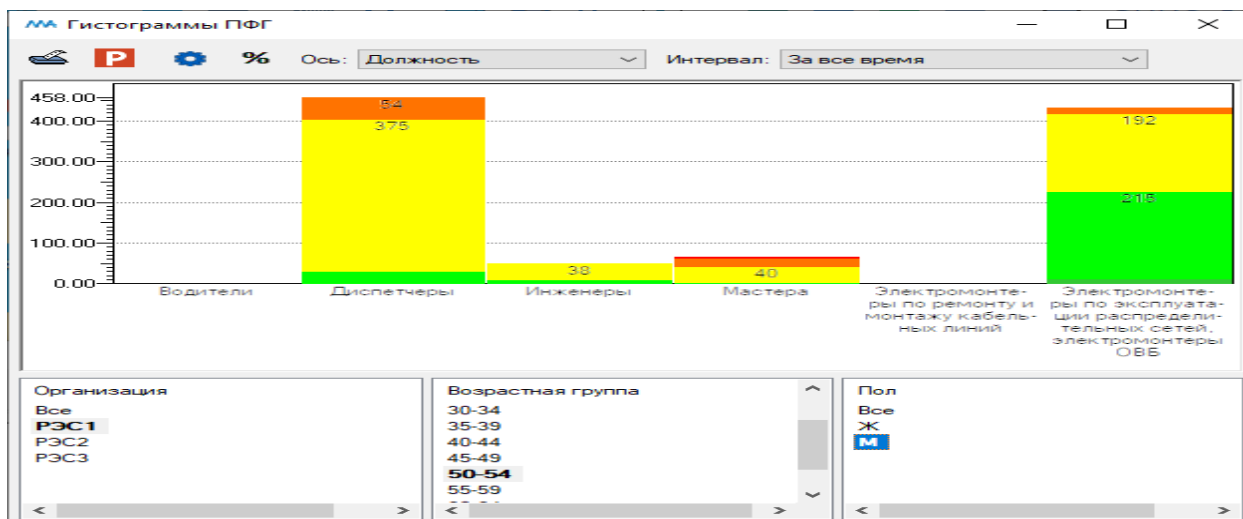 Гистограммы ПФГ
P % Ось: Должность Интервал: За все время
458.00
54
400.00
375
192
300.00
200.00
215
100.00
38
40
0.00
Водители Диспетчеры Инженеры Мастера Электромонте- Электромонте-
ры по ремонту и ры по эксплуата-
монтажу кабель- ции распредели-
ных линий тельных сетей,
электромонтеры
ОВБ
Организация
Все
РЭС1
РЭС2
РЭС3
Возрастная группа
30-34
35-39
40-44
45-49
50-54
55-59
Пол
Все
Ж
М